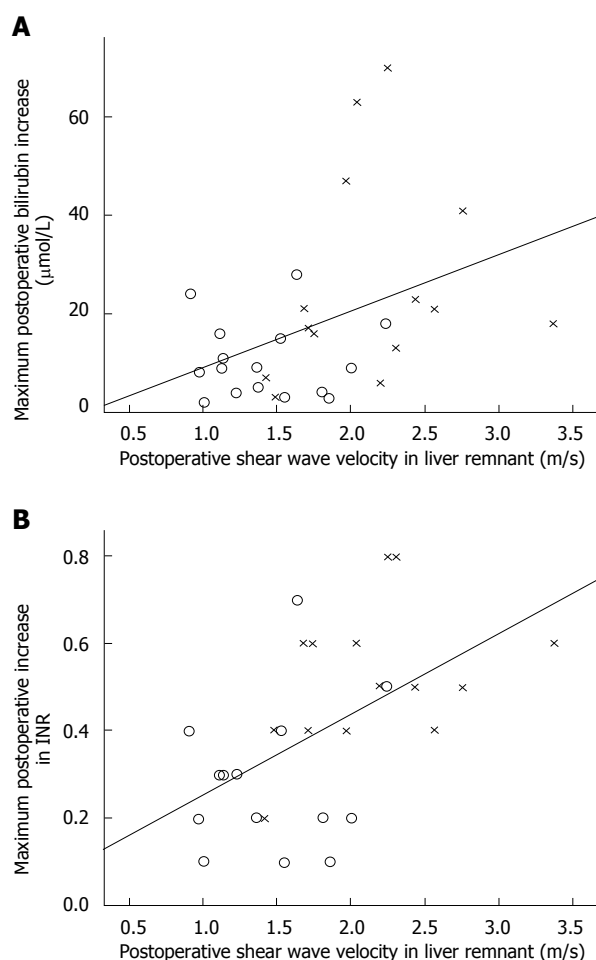 A
Maximum postoperative bilirubin increase
(μmol/L)
60
40
20
0
0.5 1.0 1.5 2.0 2.5 3.0 3.5
Postoperative shear wave velocity in liver remnant (m/s)
B
Maximum postoperative increase
in INR
0.8
0.6
0.4
0.2
0.0
0.5 1.0 1.5 2.0 2.5 3.0 3.5
Postoperative shear wave velocity in liver remnant (m/s)